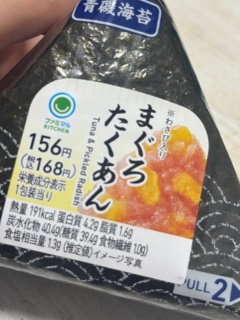 青磯海苔
ファミマル
KITCHEN
※わさび入り
まぐろ
たくあん
Tuna & Pickled Radish
156円
(税込168円)
栄養成分表示
1包装当り
熱量 191kcal 蛋白質 4.2g 脂質 1.6g
炭水化物 40.4g(糖質 39.4g 食物繊維 1.0g)
食塩相当量 1.3g (推定値) イメージ写真
PULL 2